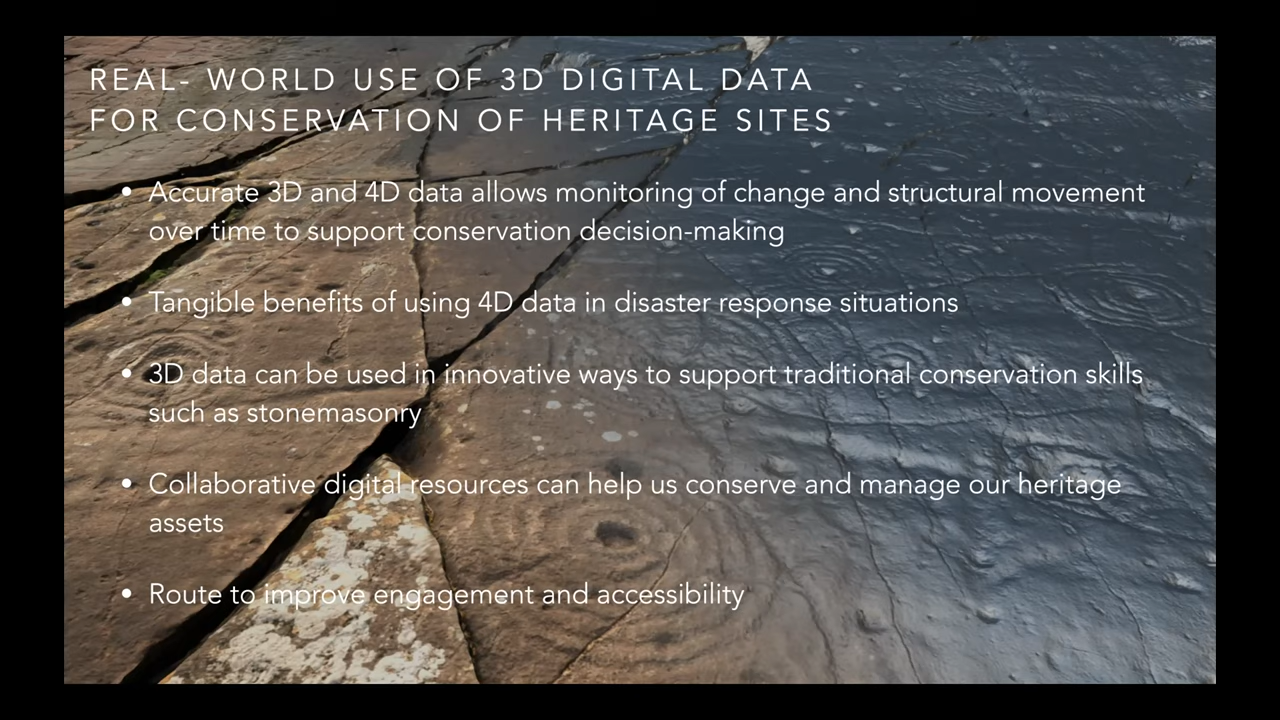 REAL- WORLD USE OF 3D DIGITAL DATA
FOR CONSERVATION OF HERITAGE SITES
• Accurate 3D and 4D data allows monitoring of change and structural movement
over time to support conservation decision-making
• Tangible benefits of using 4D data in disaster response situations
• 3D data can be used in innovative ways to support traditional conservation skills
such as stonemasonry
• Collaborative digital resources can help us conserve and manage our heritage
assets
• Route to improve engagement and accessibility